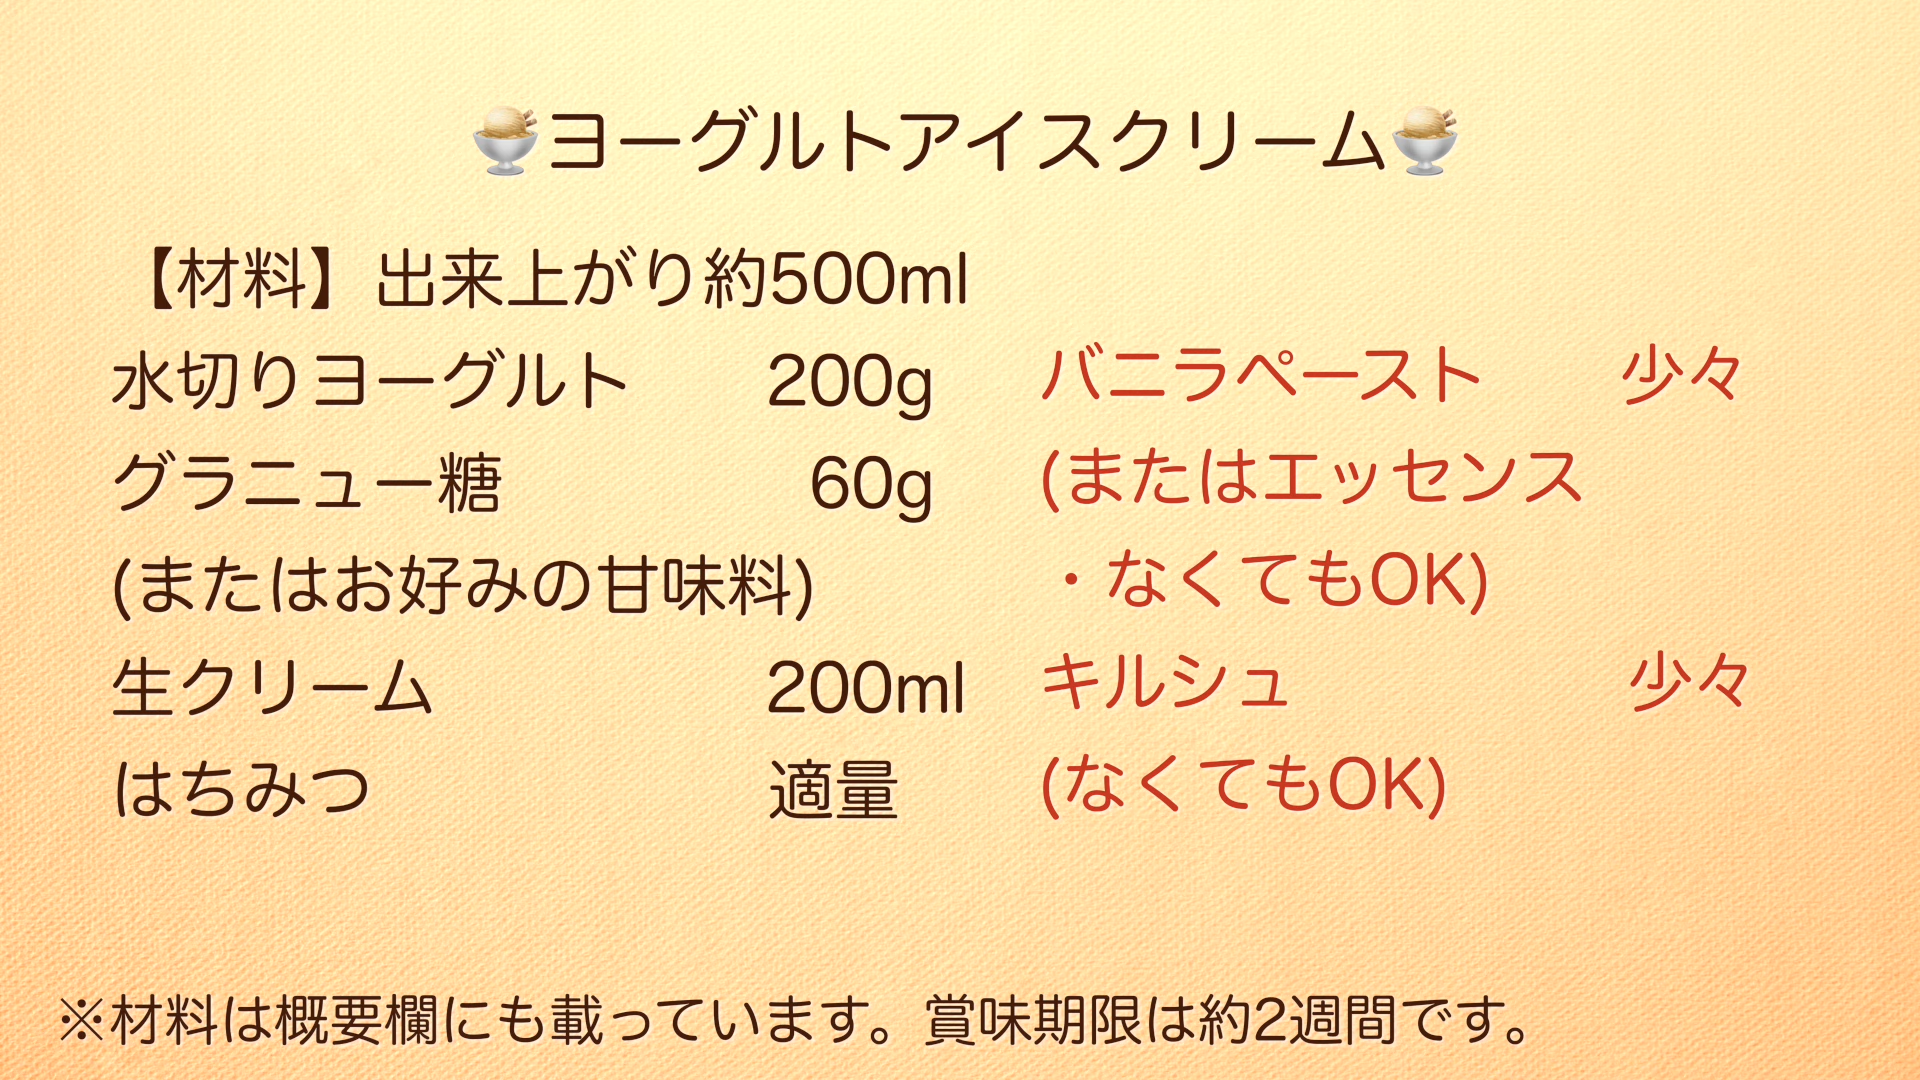 🍨ヨーグルトアイスクリーム🍨
【材料】出来上がり約500ml
水切りヨーグルト 200g
グラニュー糖 60g
(またはお好みの甘味料)
生クリーム 200ml
はちみつ 適量
バニラペースト 少々
(またはエッセンス
・なくてもOK)
キルシュ 少々
(なくてもOK)
※材料は概要欄にも載っています。賞味期限は約2週間です。